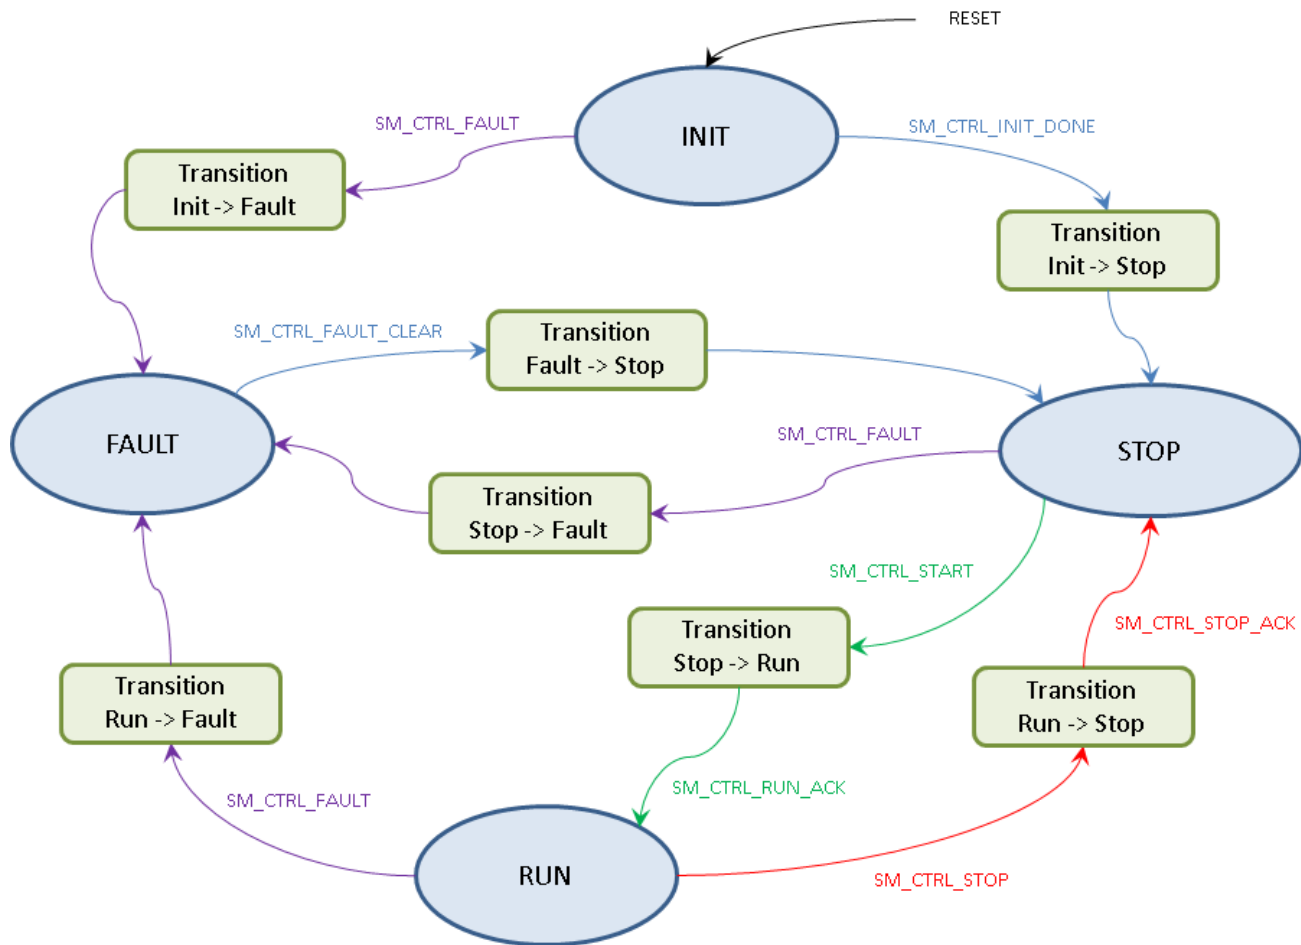 RESET
INIT
SM_CTRL_FAULT
SM_CTRL_INIT_DONE
Transition
Init -> Fault
Transition
Init -> Stop
SM_CTRL_FAULT_CLEAR
Transition
Fault -> Stop
FAULT
SM_CTRL_FAULT
STOP
Transition
Stop -> Fault
SM_CTRL_START
Transition
Stop -> Run
SM_CTRL_STOP_ACK
Transition
Run -> Fault
Transition
Run -> Stop
SM_CTRL_FAULT
SM_CTRL_RUN_ACK
RUN
SM_CTRL_STOP